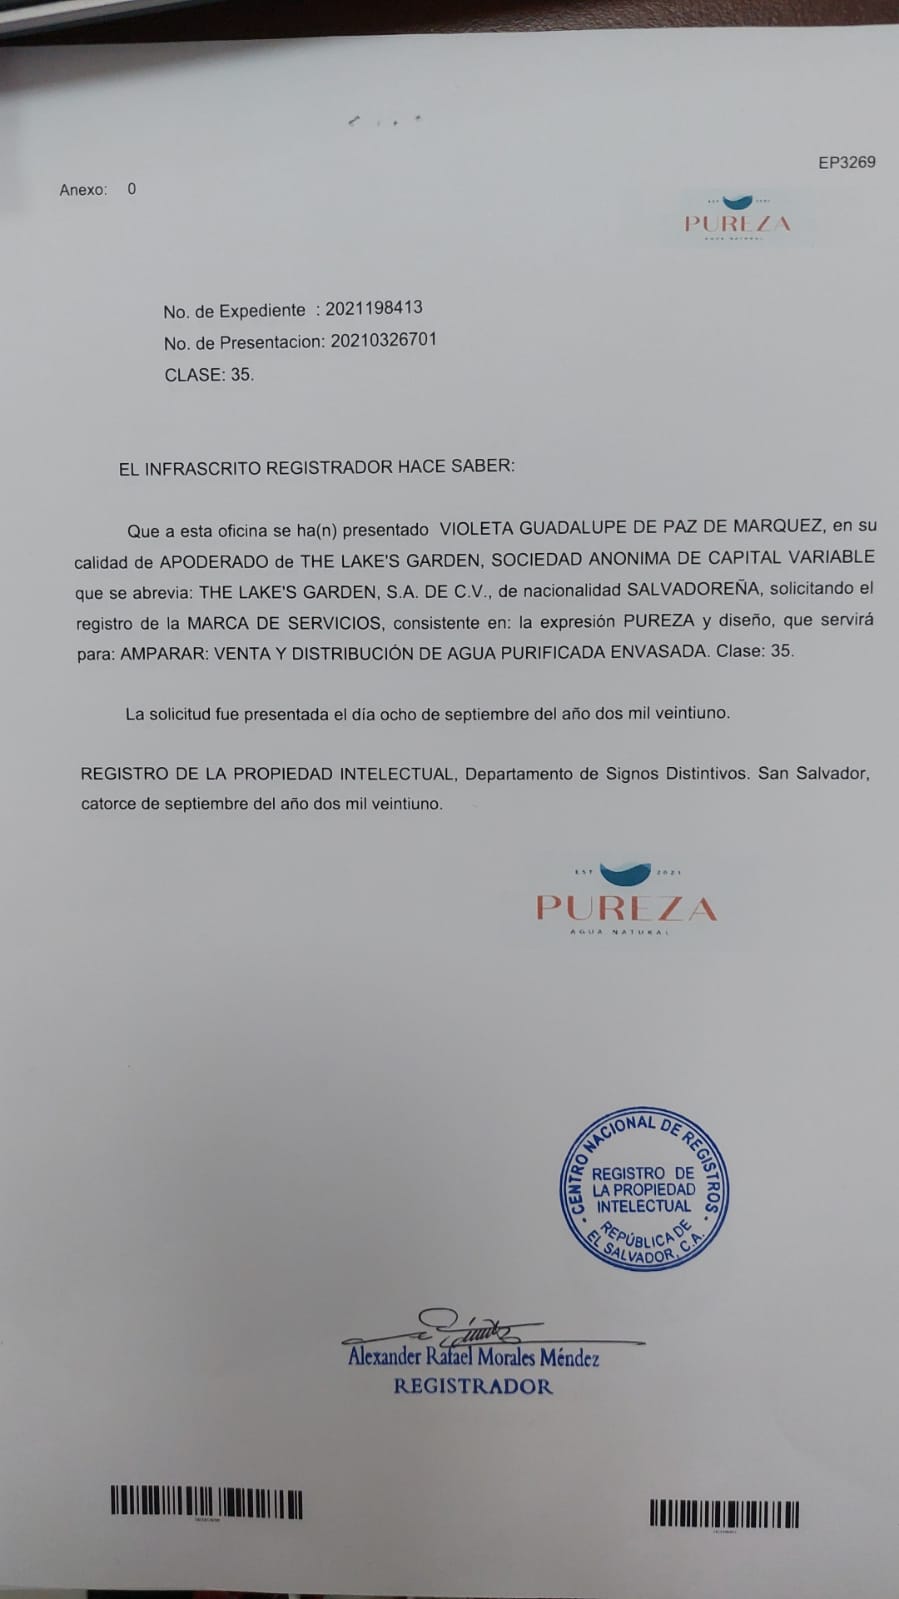 EP3269
Anexo: 0
PUREZA
No. de Expediente : 2021198413
No. de Presentacion: 20210326701
CLASE: 35.
EL INFRASCRITO REGISTRADOR HACE SABER:
Que a esta oficina se ha(n) presentado VIOLETA GUADALUPE DE PAZ DE MARQUEZ, en su
calidad de APODERADO de THE LAKE'S GARDEN, SOCIEDAD ANONIMA DE CAPITAL VARIABLE
que se abrevia: THE LAKE'S GARDEN, S.A. DE C.V., de nacionalidad SALVADOREÑA, solicitando el
registro de la MARCA DE SERVICIOS, consistente en: la expresión PUREZA y diseño, que servirá
para: AMPARAR: VENTA Y DISTRIBUCIÓN DE AGUA PURIFICADA ENVASADA. Clase: 35.
La solicitud fue presentada el día ocho de septiembre del año dos mil veintiuno.
REGISTRO DE LA PROPIEDAD INTELECTUAL, Departamento de Signos Distintivos. San Salvador,
catorce de septiembre del año dos mil veintiuno.
EST 2021
PUREZA
AGUA NATURAL
CENTRO NACIONAL DE REGISTROS
REGISTRO DE
LA PROPIEDAD
INTELECTUAL
REPÚBLICA DE
EL SALVADOR, C.A.
Alexander Rafael Morales Méndez
REGISTRADOR